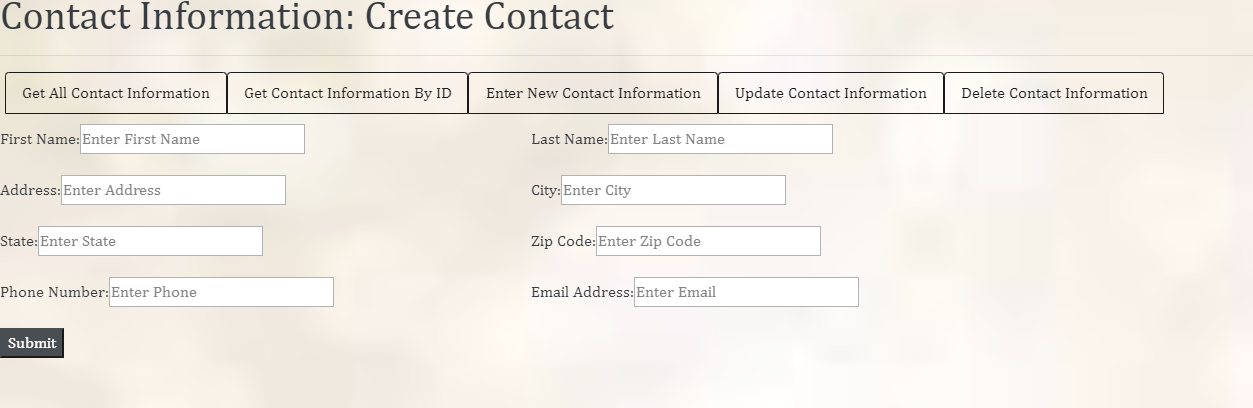 Contact Information: Create Contact
Get All Contact Information Get Contact Information By ID Enter New Contact Information Update Contact Information Delete Contact Information
First Name: Enter First Name Last Name: Enter Last Name
Address: Enter Address City: Enter City
State: Enter State Zip Code: Enter Zip Code
Phone Number: Enter Phone Email Address: Enter Email
Submit